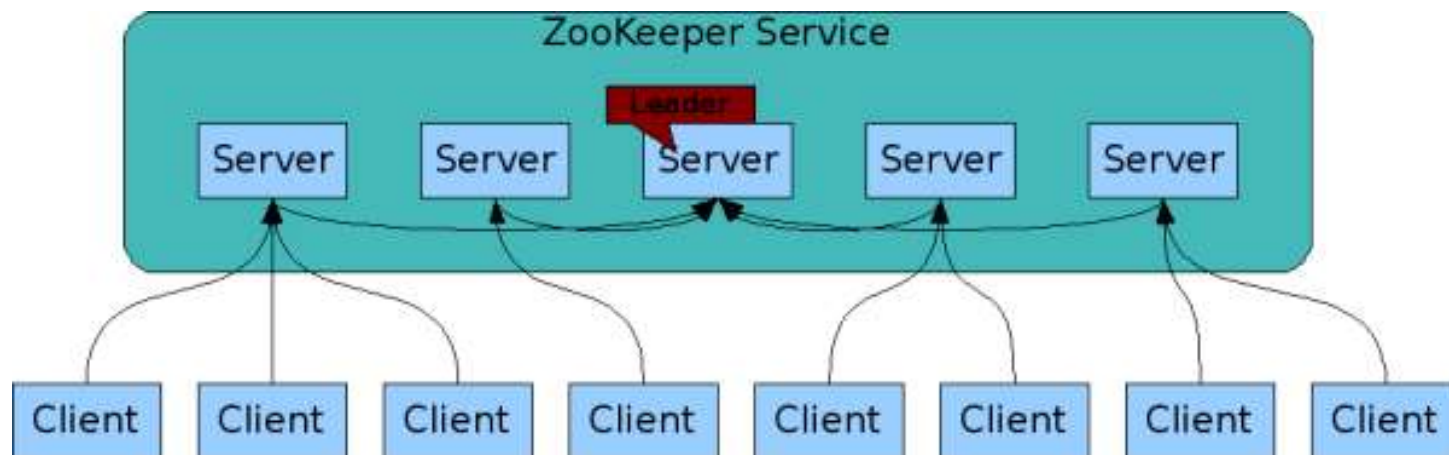 ZooKeeper Service
Leader
Server Server Server Server Server
Client Client Client Client Client Client Client Client